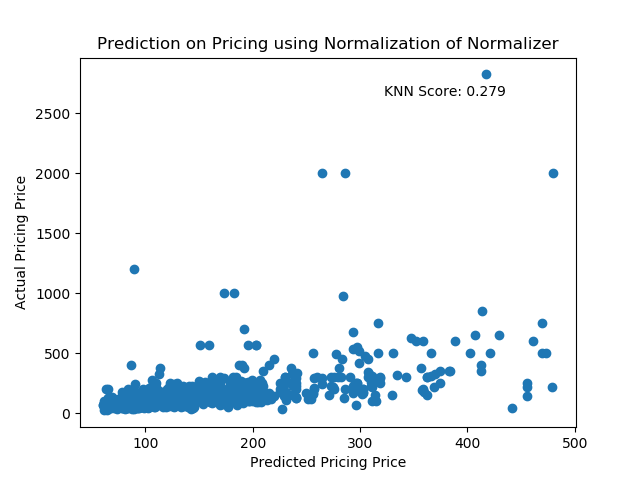 Prediction on Pricing using Normalization of Normalizer
KNN Score: 0.279
Actual Pricing Price
2500
2000
1500
1000
500
0
100
200
300
400
500
Predicted Pricing Price